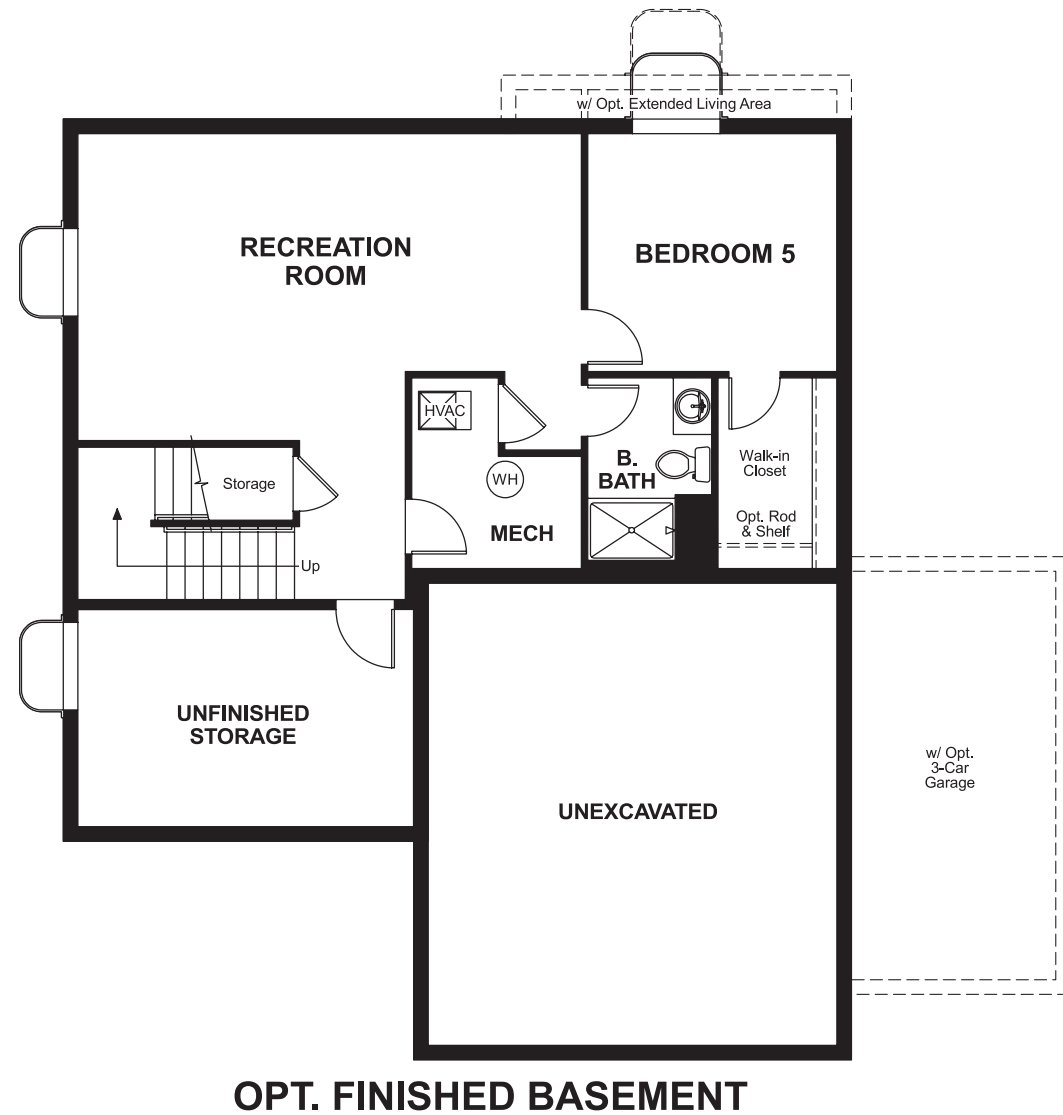 w/ Opt. Extended Living Area
RECREATION
ROOM
BEDROOM 5
HVAC
Walk-in
Closet
B.
BATH
WH
Storage
Opt. Rod
& Shelf
MECH
Up
UNFINISHED
STORAGE
w/ Opt.
3-Car
Garage
UNEXCAVATED
OPT. FINISHED BASEMENT